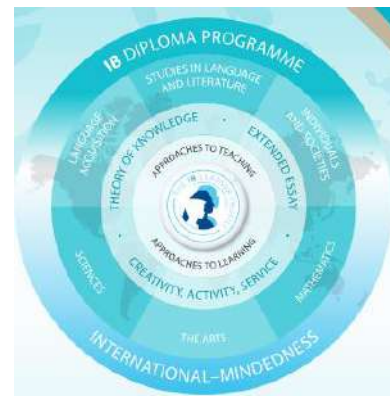 IB DIPLOMA PROGRAMME
STUDIES IN LANGUAGE
AND LITERATURE
LANGUAGE
ACQUISITION
INDIVIDUALS
AND SOCIETIES
THEORY OF KNOWLEDGE
EXTENDED ESSAY
APPROACHES TO TEACHING
APPROACHES TO LEARNING
CREATIVITY, ACTIVITY, SERVICE
SCIENCES
MATHEMATICS
THE ARTS
INTERNATIONAL-MINDEDNESS